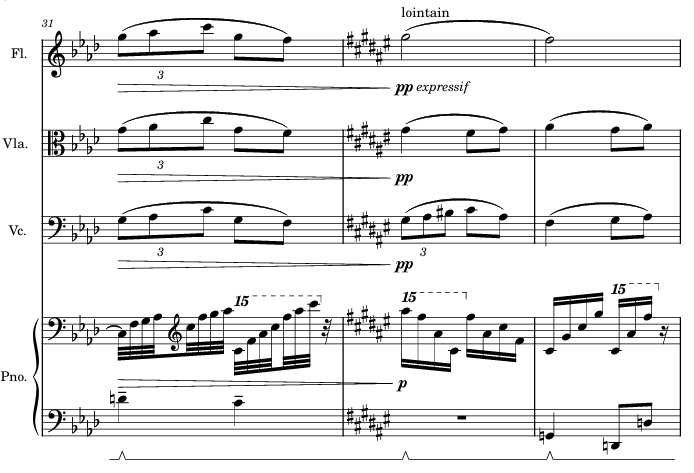 lointain
31
Fl.
3
pp expressif
Vla.
3
pp
Vc.
3
3
pp
15
15
15
Pno.
p